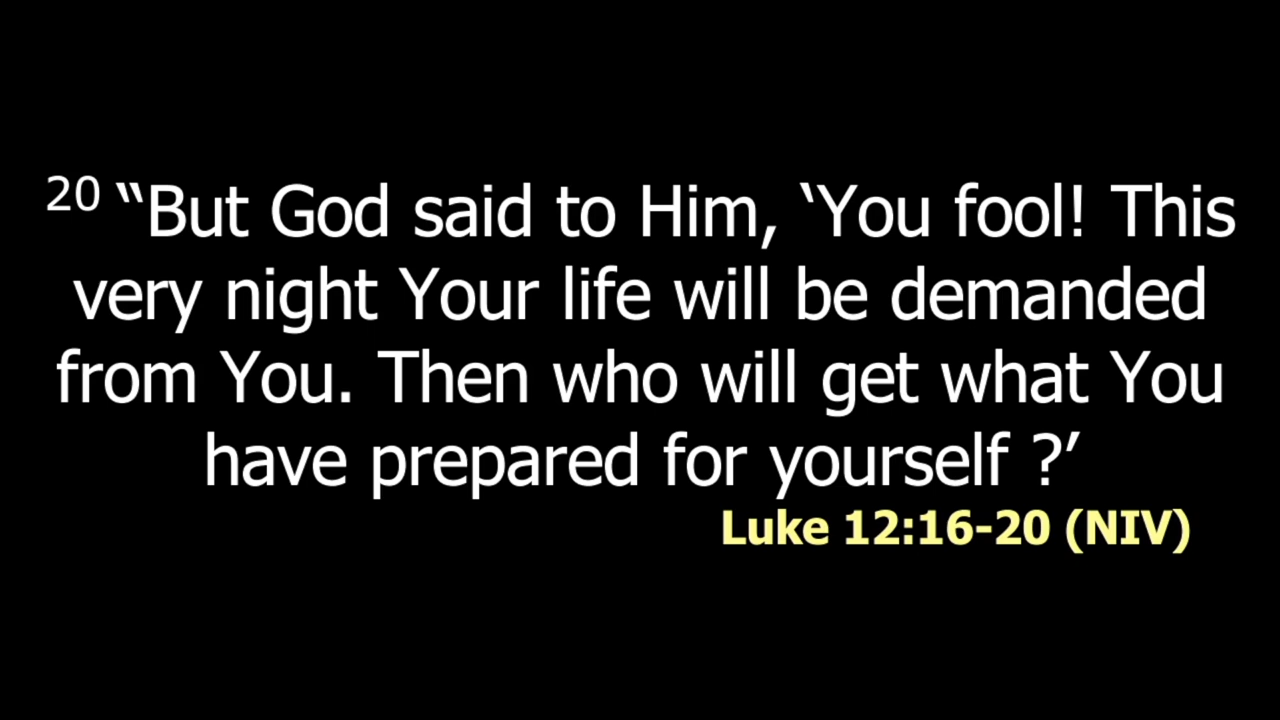 20 “But God said to Him, ‘You fool! This
very night Your life will be demanded
from You. Then who will get what You
have prepared for yourself ?’
Luke 12:16-20 (NIV)